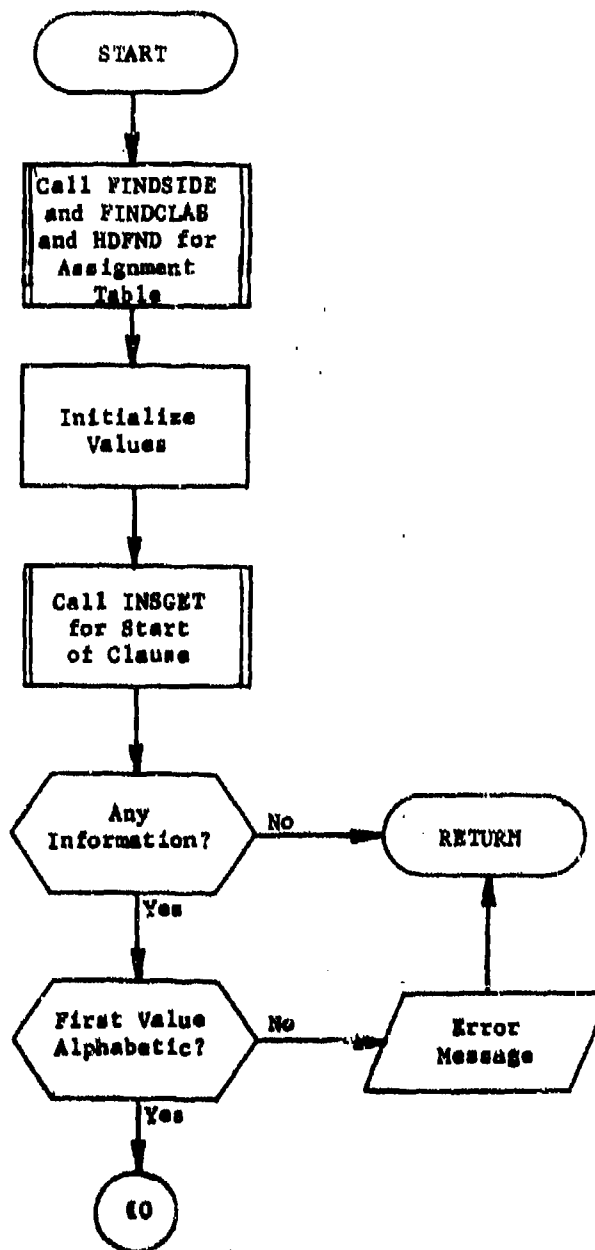 START
Call FINDSIDE
and FINDCLAS
and HDFND for
Assignment
Table
Initialize
Values
Call INSGET
for Start
of Clause
Any
Information?
No
RETURN
Yes
First Value
Alphabetic?
No
Error
Message
Yes